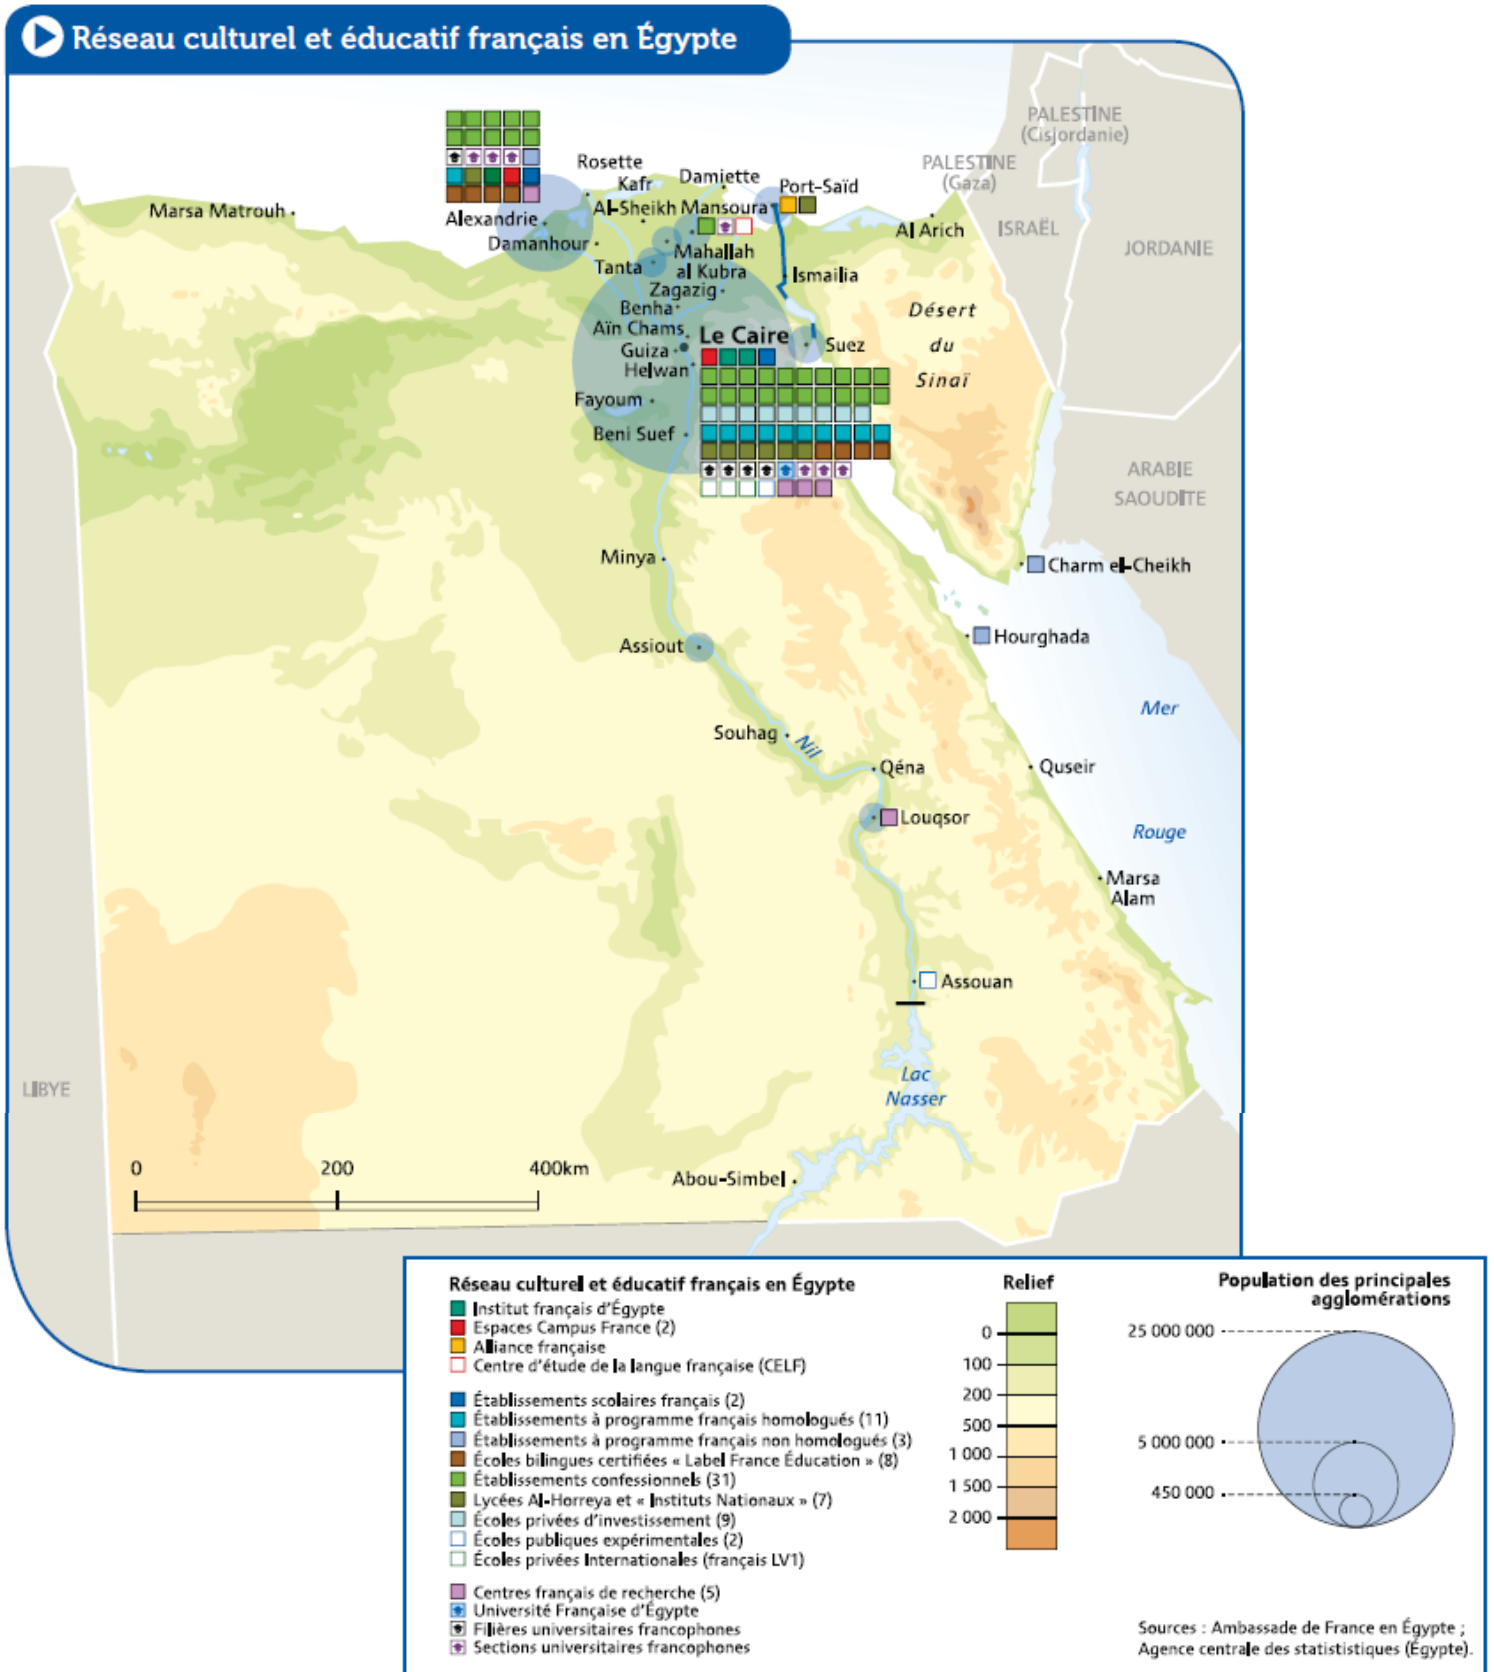 Réseau culturel et éducatif français en Égypte
PALESTINE
(Cisjordanie)
PALESTINE
(Gaza)
ISRAËL
JORDANIE
ARABIE
SAOUDITE
LIBYE
Marsa Matrouh
Alexandrie
Rosette
Kafr
Al-Sheikh
Damiette
Mansoura
Port-Saïd
Al Arich
Damanhour
Tanta
Mahallah
al Kubra
Ismaïlia
Zagazig
Benha
Aïn Chams
Le Caire
Guiza
Helwan
Suez
Désert
du
Sinaï
Fayoum
Beni Suef
Minya
Charm el-Cheikh
Hourghada
Assiout
Mer
Rouge
Souhag
Nil
Qéna
Quseir
Louqsor
Marsa
Alam
Assouan
Lac
Nasser
Abou-Simbel
0 200 400km
Réseau culturel et éducatif français en Égypte
Institut français d'Égypte
Espaces Campus France (2)
Alliance française
Centre d'étude de la langue française (CELF)
Établissements scolaires français (2)
Établissements à programme français homologués (11)
Établissements à programme français non homologués (3)
Écoles bilingues certifiées « Label France Éducation » (8)
Établissements confessionnels (31)
Lycées Al-Horreya et « Instituts Nationaux » (7)
Écoles privées d'investissement (9)
Écoles publiques expérimentales (2)
Écoles privées Internationales (français LV1)
Centres français de recherche (5)
Université Française d'Égypte
Filières universitaires francophones
Sections universitaires francophones
Relief
0
100
200
500
1 000
1 500
2 000
Population des principales
agglomérations
25 000 000
5 000 000
450 000
Sources : Ambassade de France en Égypte ;
Agence centrale des statististiques (Égypte).